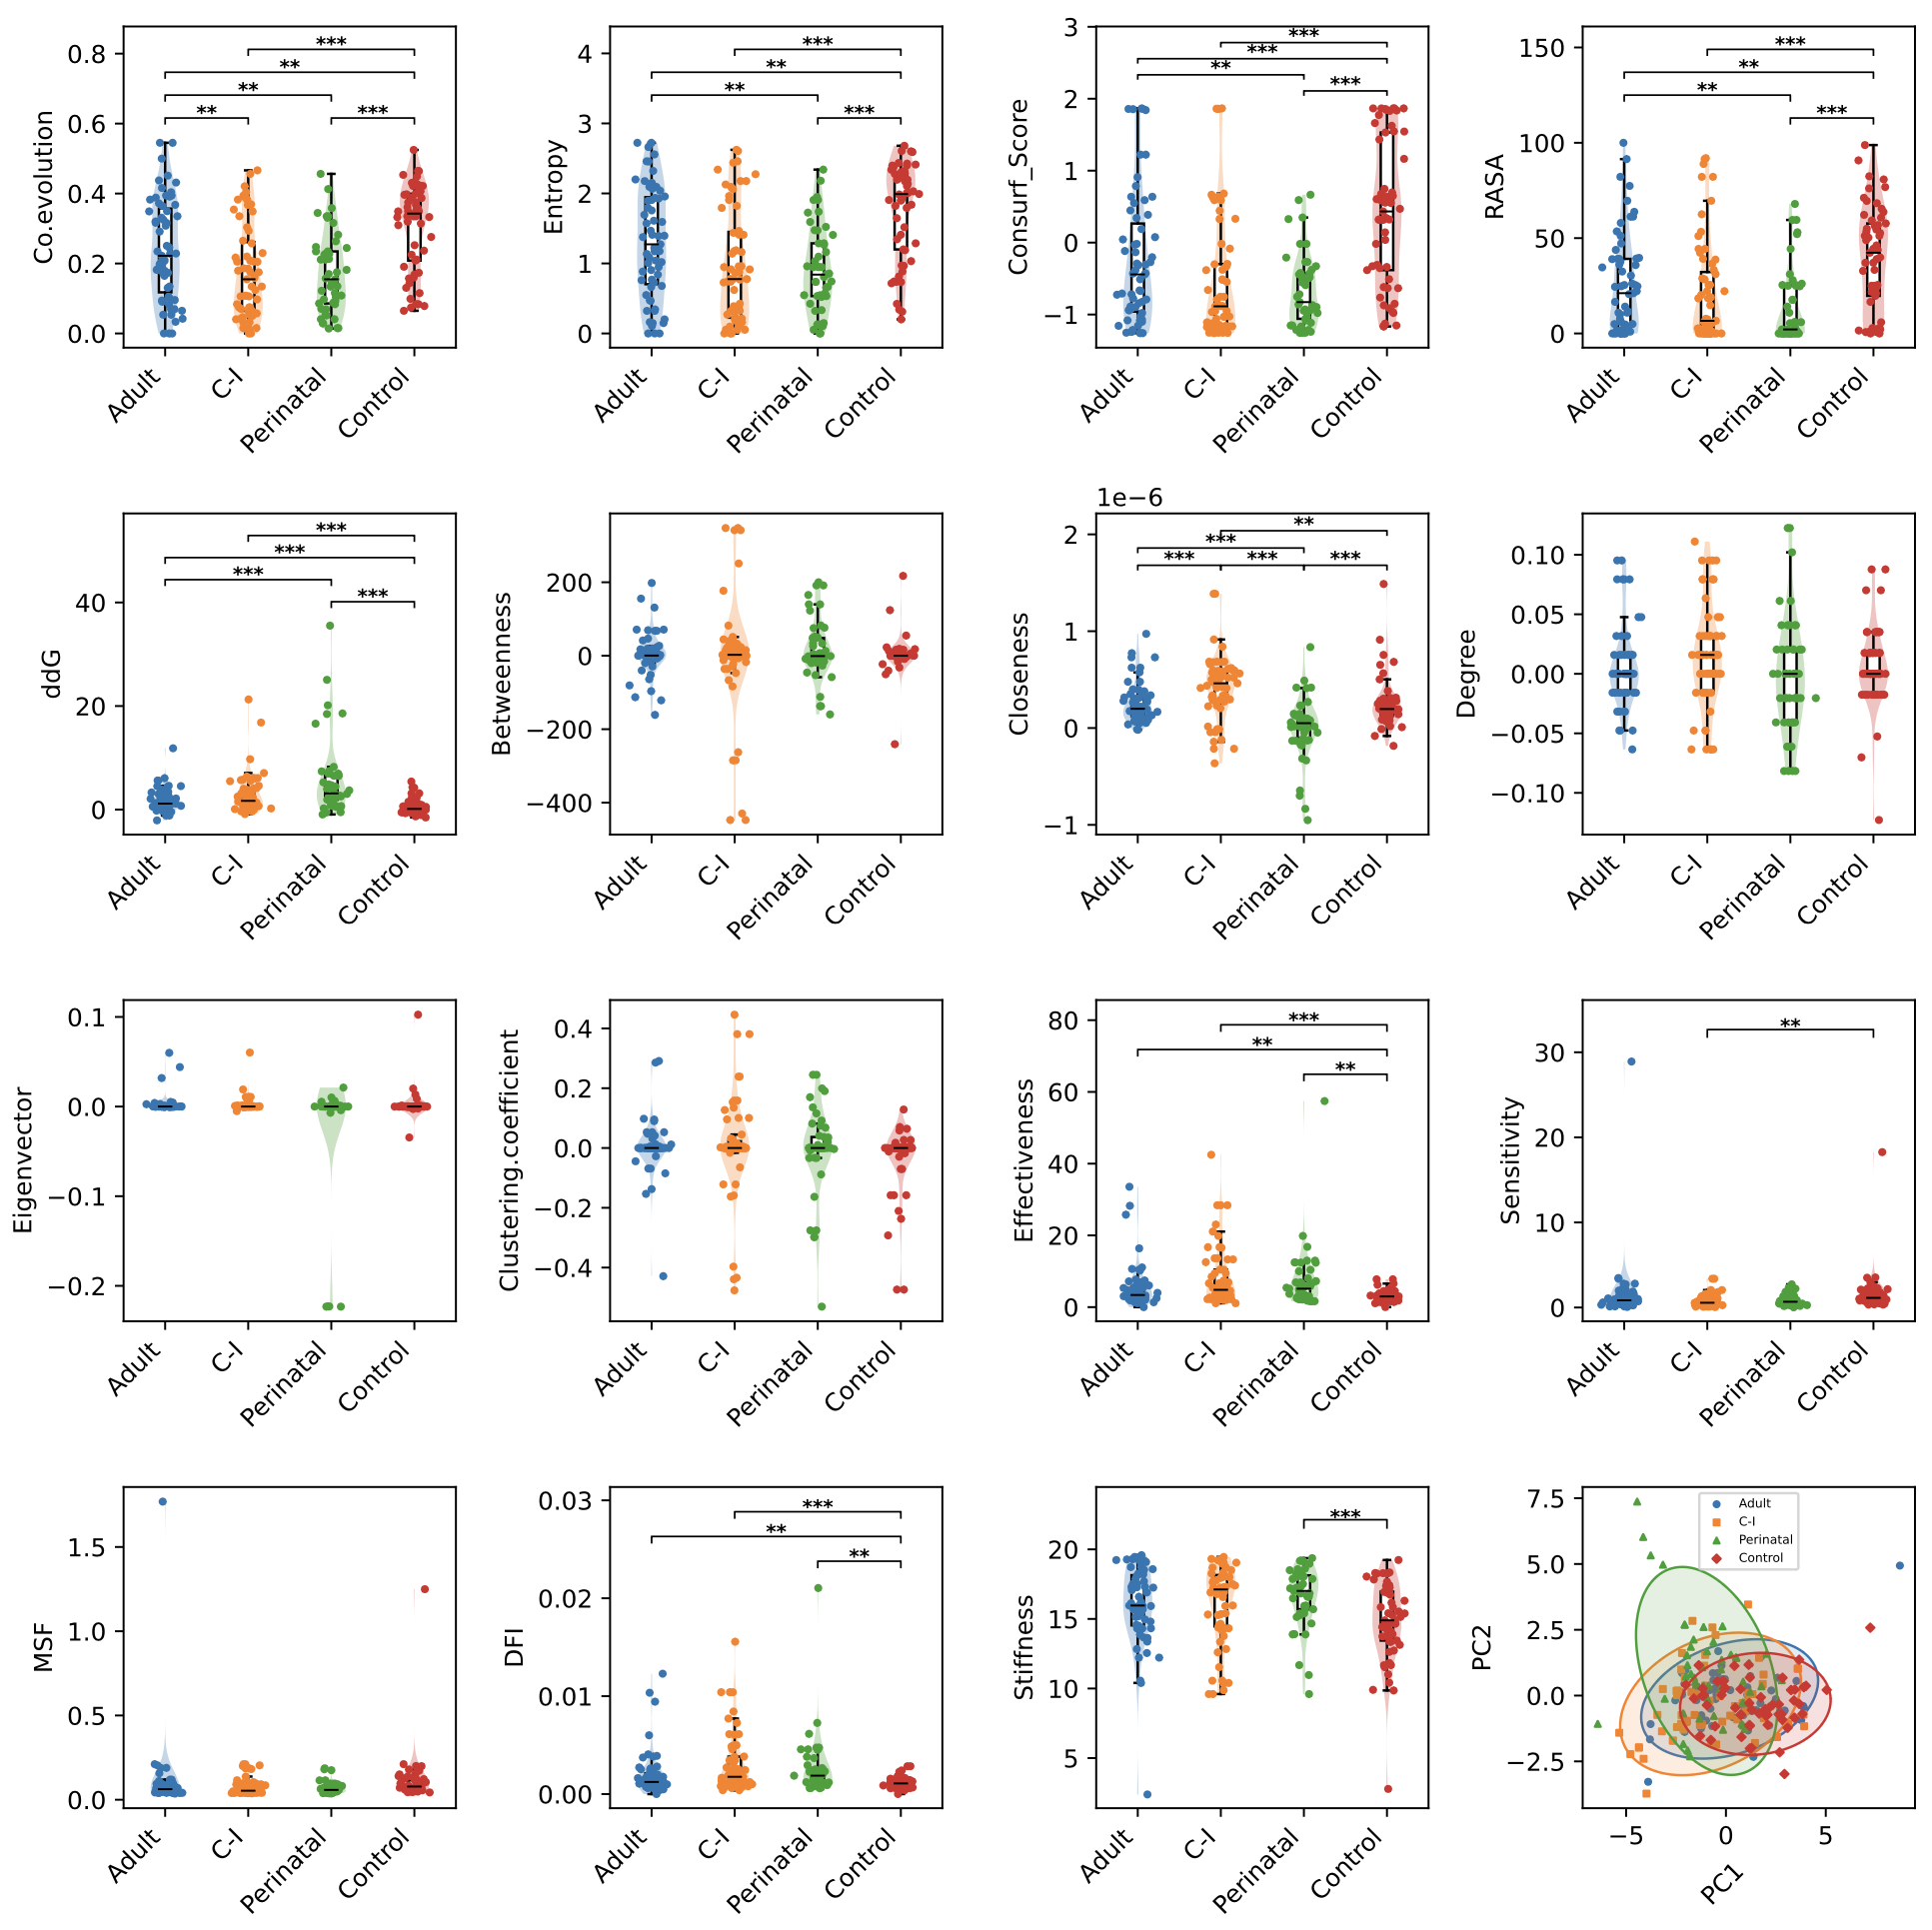 Co.evolution
0.8
0.6
0.4
0.2
0.0
***
**
**
**
***
Adult
C-I
Perinatal
Control
Entropy
4
3
2
1
0
***
**
**
***
Adult
C-I
Perinatal
Control
Consurf_Score
3
2
1
0
−1
***
***
**
***
Adult
C-I
Perinatal
Control
RASA
150
100
50
0
***
**
**
***
Adult
C-I
Perinatal
Control
ddG
40
20
0
***
***
***
***
Adult
C-I
Perinatal
Control
Betweenness
200
0
−200
−400
Adult
C-I
Perinatal
Control
Closeness
1e−6
2
1
0
−1
**
***
***
***
***
Adult
C-I
Perinatal
Control
Degree
0.10
0.05
0.00
−0.05
−0.10
Adult
C-I
Perinatal
Control
Eigenvector
0.1
0.0
−0.1
−0.2
Adult
C-I
Perinatal
Control
Clustering.coefficient
0.4
0.2
0.0
−0.2
−0.4
Adult
C-I
Perinatal
Control
Effectiveness
80
60
40
20
0
***
**
**
Adult
C-I
Perinatal
Control
Sensitivity
30
20
10
0
**
Adult
C-I
Perinatal
Control
MSF
1.5
1.0
0.5
0.0
Adult
C-I
Perinatal
Control
DFI
0.03
0.02
0.01
0.00
***
**
**
Adult
C-I
Perinatal
Control
Stiffness
20
15
10
5
***
Adult
C-I
Perinatal
Control
PC2
7.5
5.0
2.5
0.0
−2.5
Adult
C-I
Perinatal
Control
−5
0
5
PC1